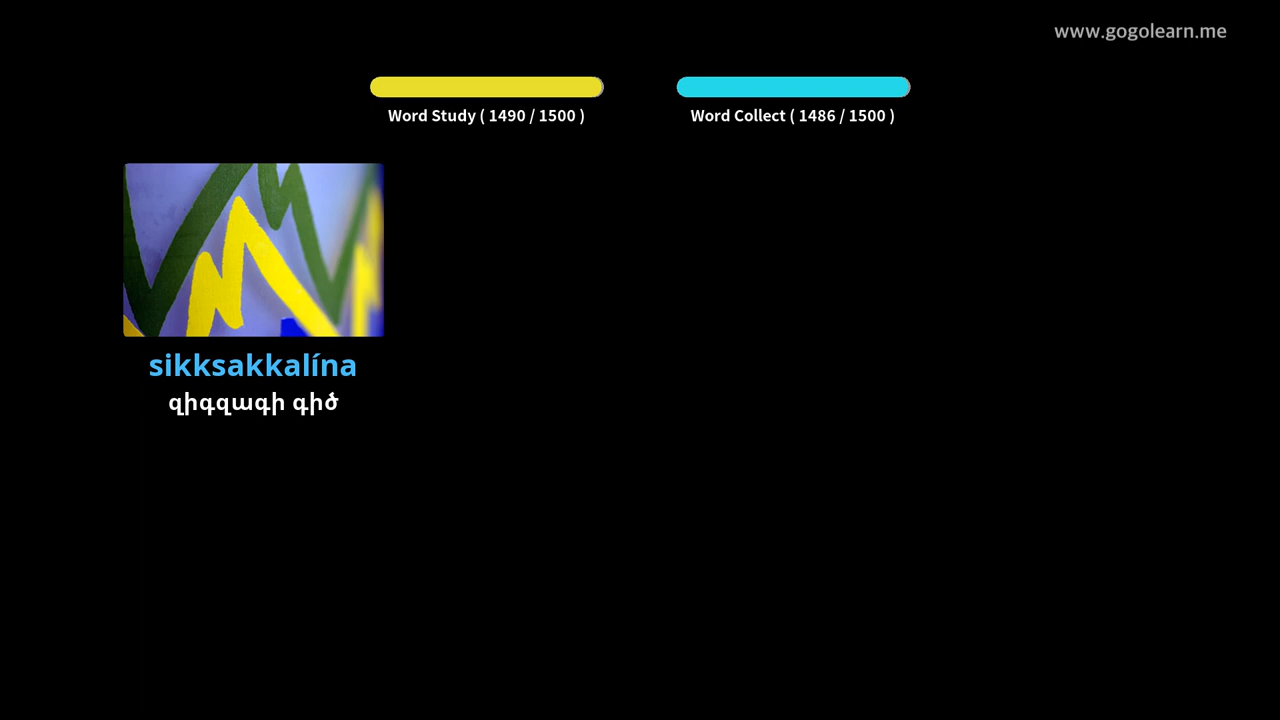 www.gogolearn.me
Word Study ( 1490 / 1500 )
Word Collect ( 1486 / 1500 )
sikksakkalína
զիգզագի գիծ